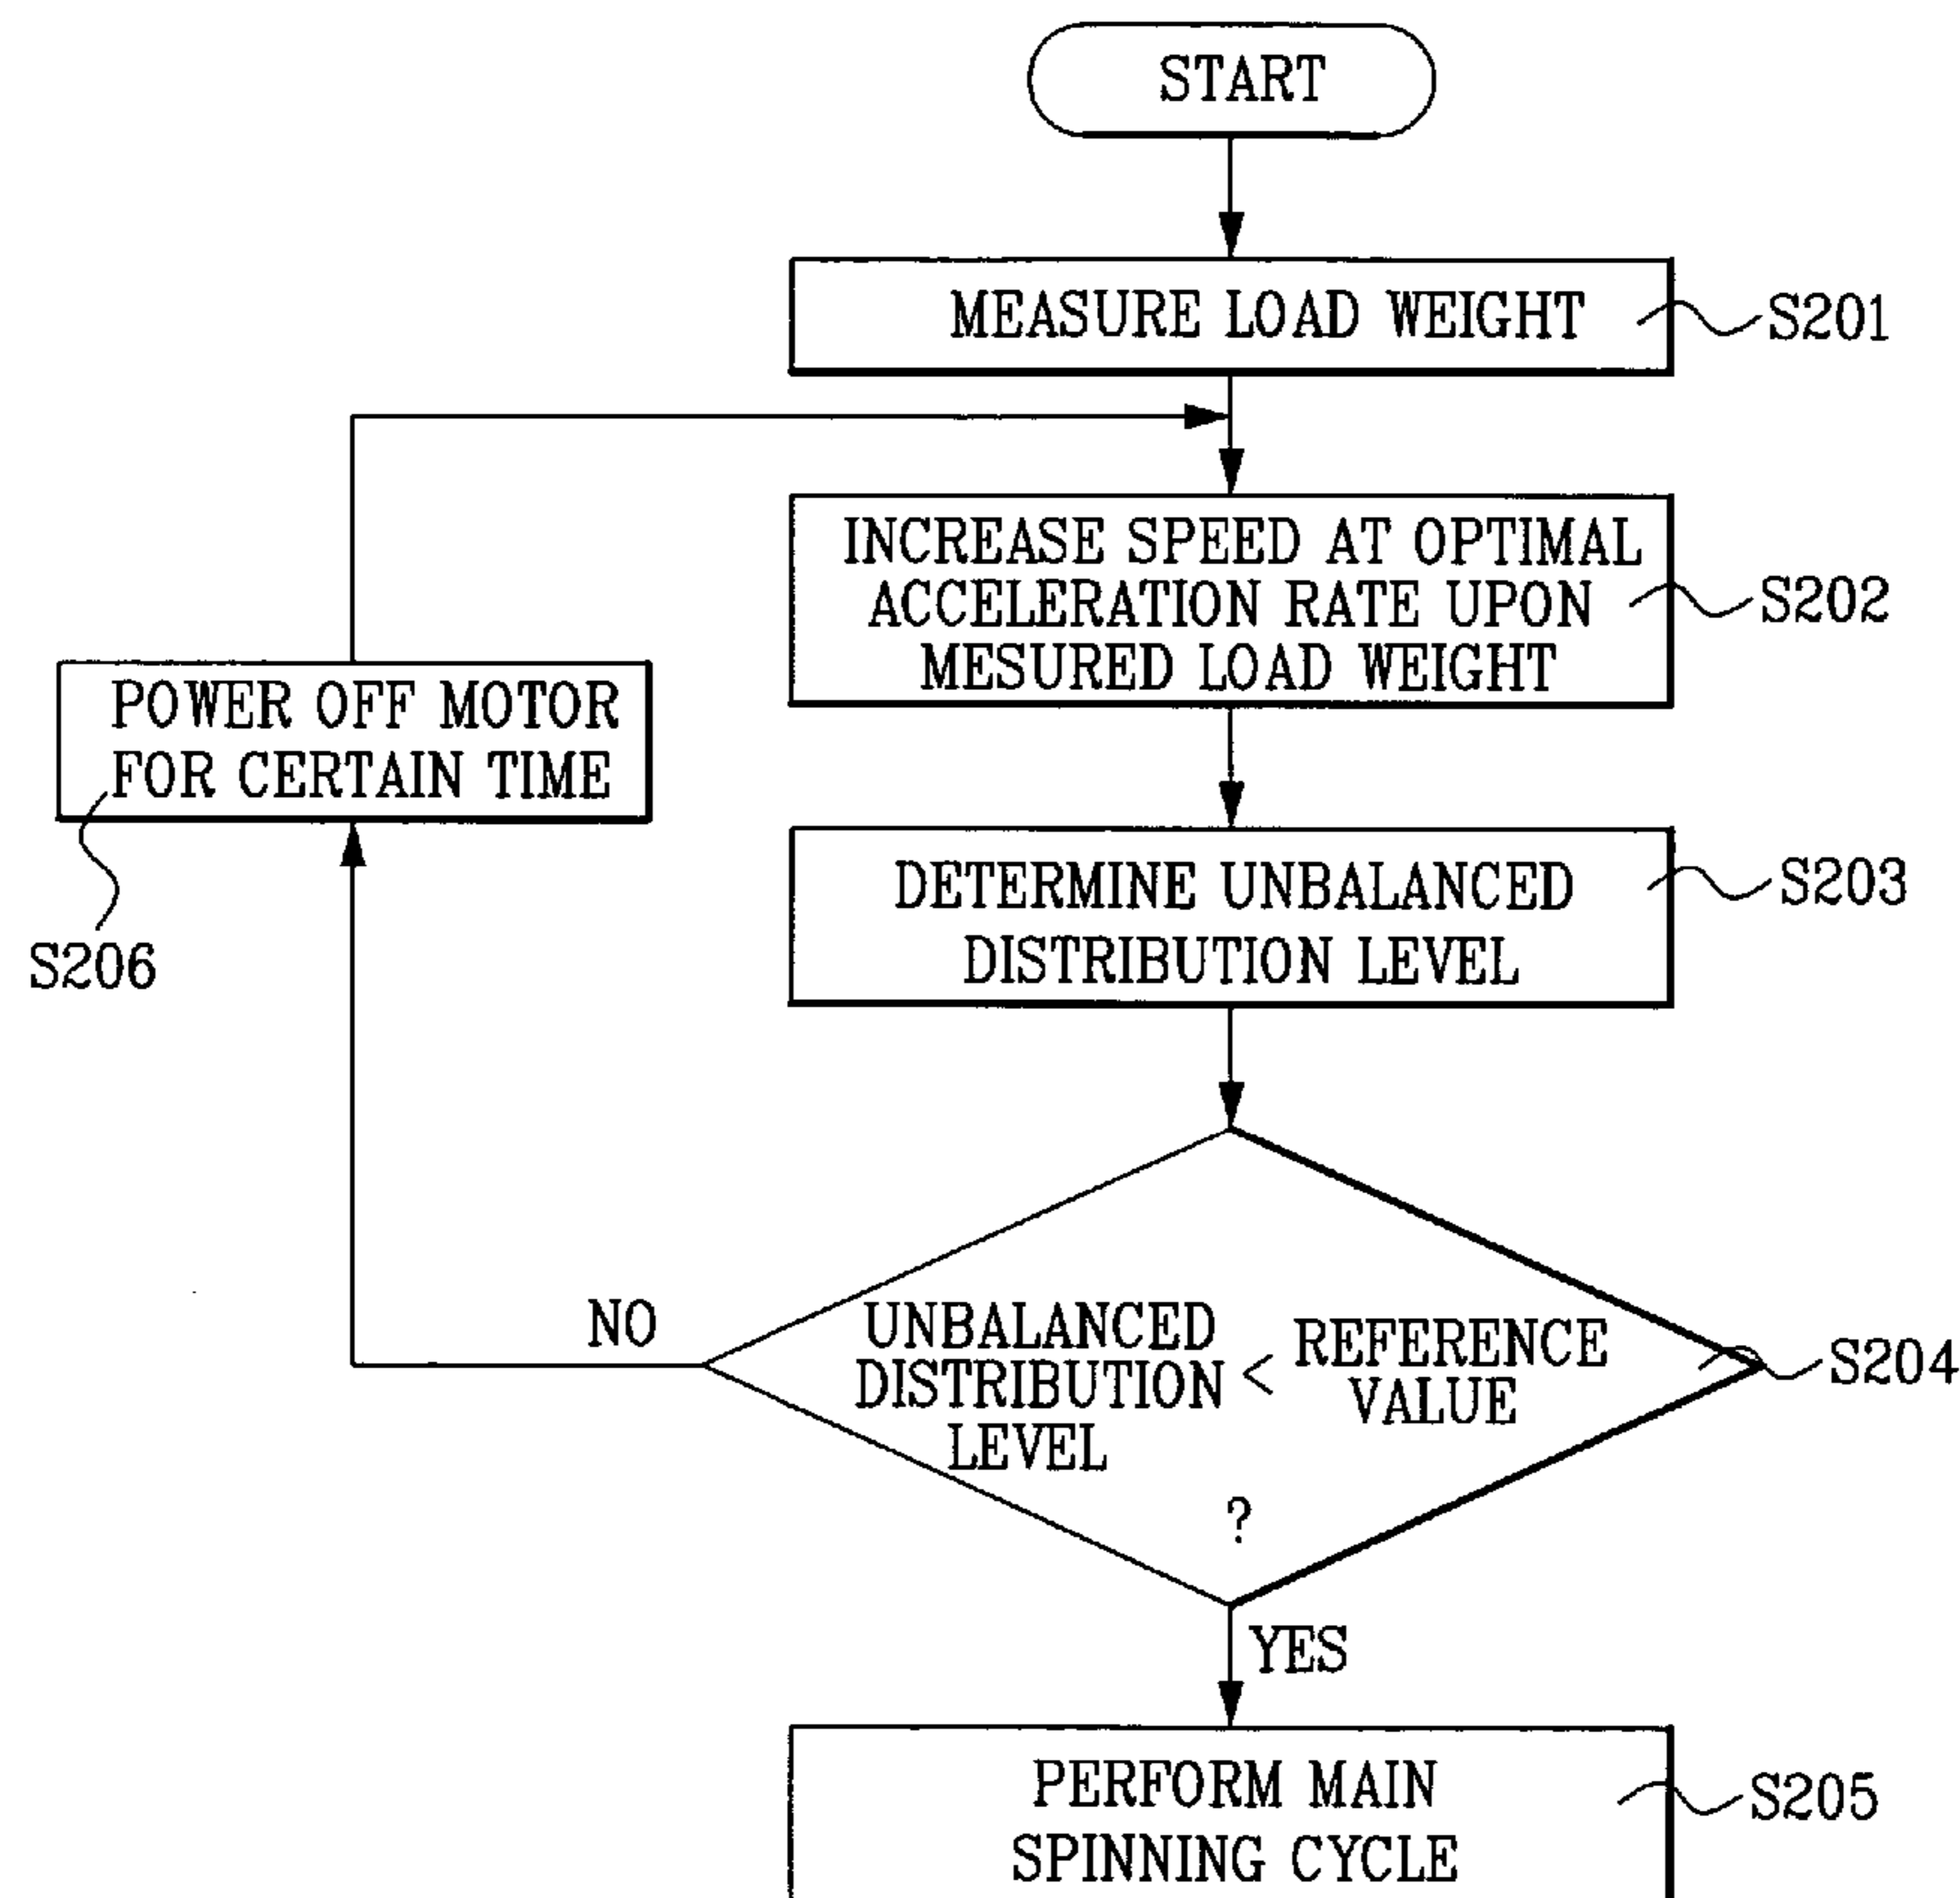 START
MEASURE LOAD WEIGHT
S201
INCREASE SPEED AT OPTIMAL
ACCELERATION RATE UPON
MESURED LOAD WEIGHT
S202
POWER OFF MOTOR
FOR CERTAIN TIME
S206
DETERMINE UNBALANCED
DISTRIBUTION LEVEL
S203
NO
UNBALANCED
DISTRIBUTION
LEVEL
<
REFERENCE
VALUE
?
S204
YES
PERFORM MAIN
SPINNING CYCLE
S205